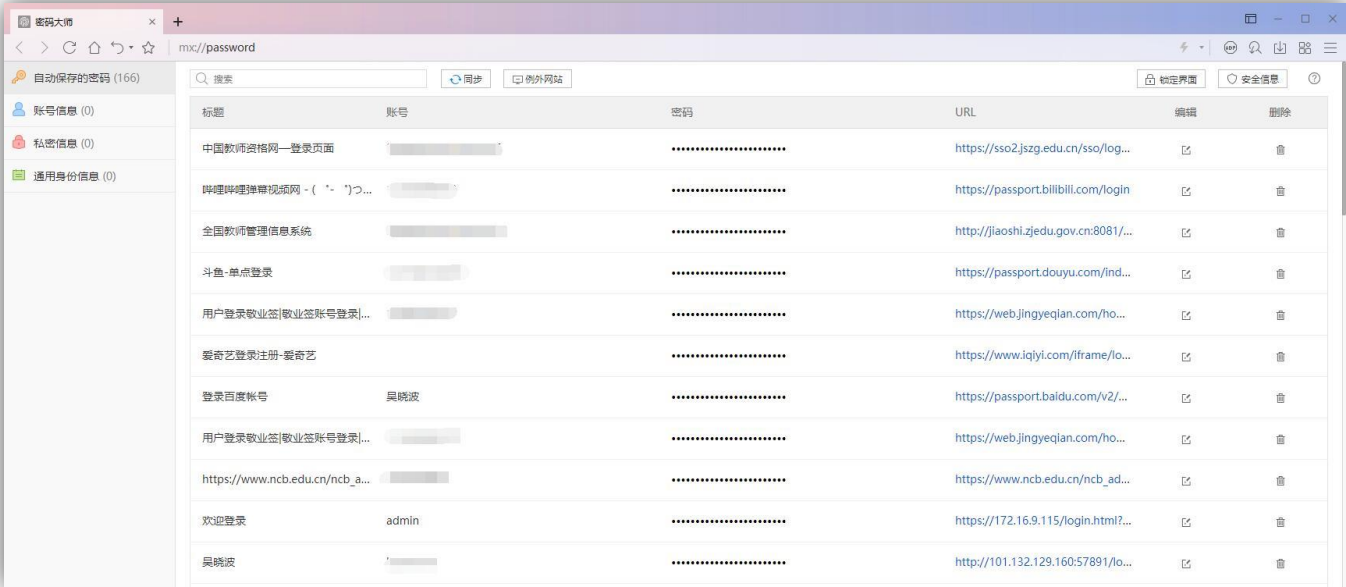 密码大师
mx://password
自动保存的密码 (166)
账号信息 (0)
私密信息 (0)
通用身份信息 (0)
搜索 同步 例外网站 锁定界面 安全信息
标题 账号 密码 URL 编辑 删除
中国教师资格网—登录页面 •••••••••••••••••••••••• https://sso2.jszg.edu.cn/sso/log...
哔哩哔哩弹幕视频网 - ( ゜- ゜)つ... •••••••••••••••••••••••• https://passport.bilibili.com/login
全国教师管理信息系统 •••••••••••••••••••••••• http://jiaoshi.zjedu.gov.cn:8081/...
斗鱼-单点登录 •••••••••••••••••••••••• https://passport.douyu.com/ind...
用户登录敬业签|敬业签账号登录|... •••••••••••••••••••••••• https://web.jingyeqian.com/ho...
爱奇艺登录注册-爱奇艺 •••••••••••••••••••••••• https://www.iqiyi.com/iframe/lo...
登录百度帐号 吴晓波 •••••••••••••••••••••••• https://passport.baidu.com/v2/...
用户登录敬业签|敬业签账号登录|... •••••••••••••••••••••••• https://web.jingyeqian.com/ho...
https://www.ncb.edu.cn/ncb_a... •••••••••••••••••••••••• https://www.ncb.edu.cn/ncb_ad...
欢迎登录 admin •••••••••••••••••••••••• https://172.16.9.115/login.html?...
吴晓波 •••••••••••••••••••••••• http://101.132.129.160:57891/lo...